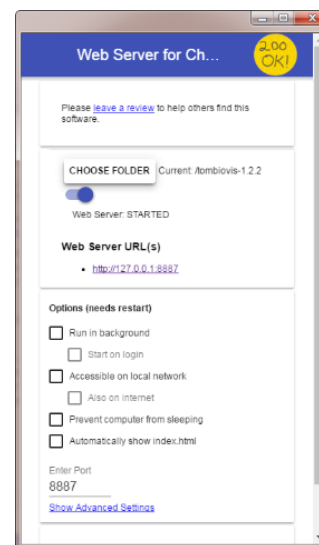 Web Server for Ch...
200
OK!
Please leave a review to help others find this
software.
CHOOSE FOLDER Current: /tombiovis-1.2.2
Web Server: STARTED
Web Server URL(s)
http://127.0.0.1:8887
Options (needs restart)
Run in background
Start on login
Accessible on local network
Also on internet
Prevent computer from sleeping
Automatically show index.html
Enter Port
8887
Show Advanced Settings